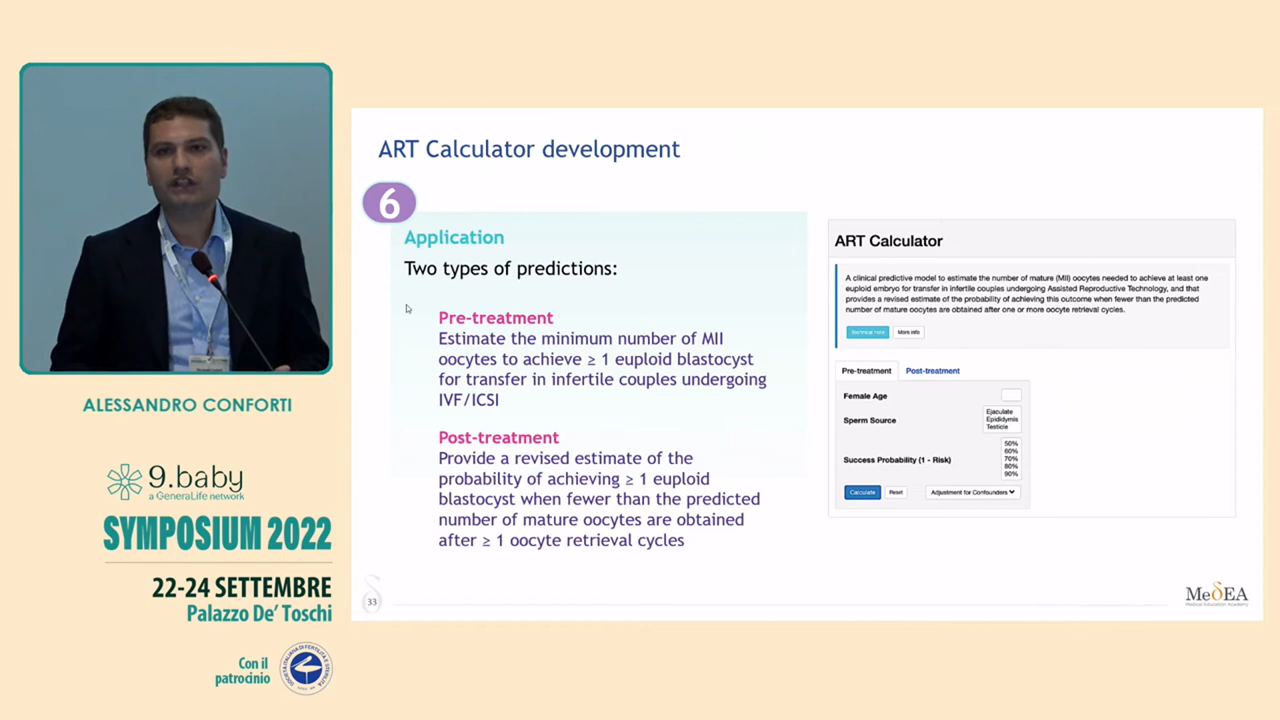 ALESSANDRO CONFORTI
9.baby
a GeneraLife network
SYMPOSIUM 2022
22-24 SETTEMBRE
Palazzo De' Toschi
Con il
patrocinio
ART Calculator development
6
Application
Two types of predictions:
Pre-treatment
Estimate the minimum number of MII
oocytes to achieve ≥ 1 euploid blastocyst
for transfer in infertile couples undergoing
IVF/ICSI
Post-treatment
Provide a revised estimate of the
probability of achieving ≥ 1 euploid
blastocyst when fewer than the predicted
number of mature oocytes are obtained
after ≥ 1 oocyte retrieval cycles
ART Calculator
A clinical predictive model to estimate the number of mature (MII) oocytes needed to achieve at least one
euploid embryo for transfer in infertile couples undergoing Assisted Reproductive Technology, and that
provides a revised estimate of the probability of achieving this outcome when fewer than the predicted
number of mature oocytes are obtained after one or more oocyte retrieval cycles.
Technical Note More info
Pre-treatment Post-treatment
Female Age
Sperm Source
Ejaculate
Epididymis
Testicle
Success Probability (1 - Risk)
50%
60%
70%
80%
90%
Calculate Reset Adjustment for Confounders
33
MeδEA
Medical Education Academy